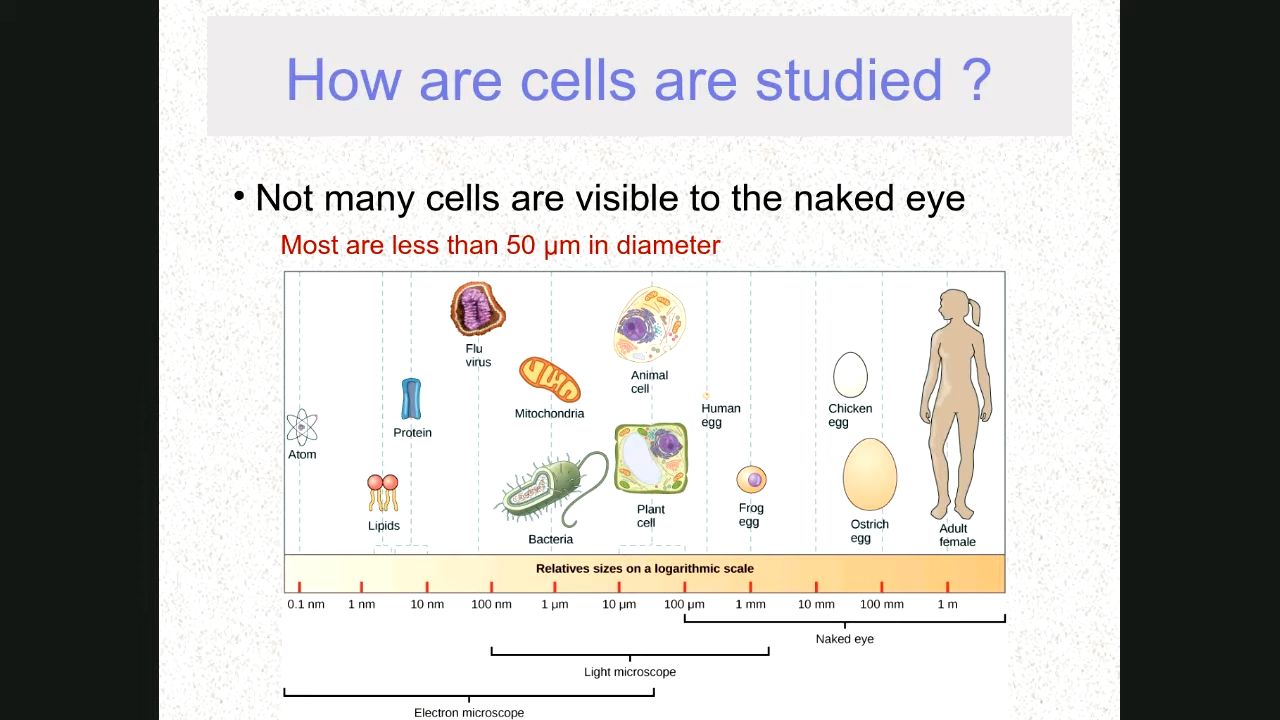 How are cells are studied ?
• Not many cells are visible to the naked eye
Most are less than 50 µm in diameter
Flu
virus
Animal
cell
Mitochondria
Human
egg
Chicken
egg
Protein
Atom
Lipids
Bacteria
Plant
cell
Frog
egg
Ostrich
egg
Adult
female
Relatives sizes on a logarithmic scale
0.1 nm 1 nm 10 nm 100 nm 1 µm 10 µm 100 µm 1 mm 10 mm 100 mm 1 m
Naked eye
Light microscope
Electron microscope